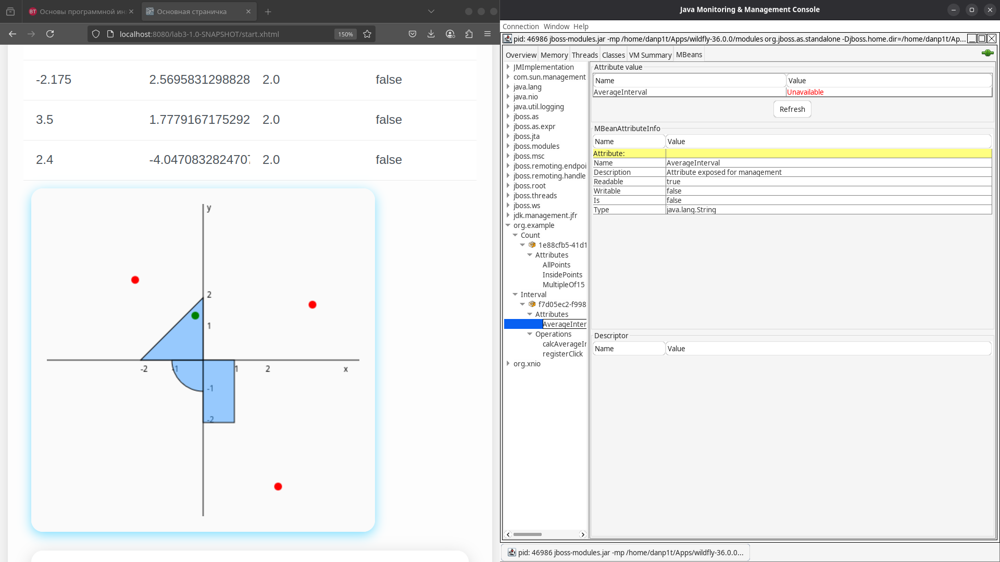 Основы программной ин
Основная страничка
localhost:8080/lab3-1.0-SNAPSHOT/start.xhtml
150%
-2.175 2.5695831298828 2.0 false
3.5 1.7779167175292 2.0 false
2.4 -4.0470832824707 2.0 false
y
2
1
-2 -1 1 2 x
-1
-2
Java Monitoring & Management Console
Connection Window Help
pid: 46986 jboss-modules.jar -mp /home/danp1t/Apps/wildfly-36.0.0/modules org.jboss.as.standalone -Djboss.home.dir=/home/danp1t/Ap...
Overview Memory Threads Classes VM Summary MBeans
JMImplementation
com.sun.management
java.lang
java.nio
java.util.logging
jboss.as
jboss.as.expr
jboss.jta
jboss.modules
jboss.msc
jboss.remoting.endpoi
jboss.remoting.handle
jboss.root
jboss.threads
jboss.ws
jdk.management.jfr
org.example
Count
1e88cfb5-41d1
Attributes
AllPoints
InsidePoints
MultipleOf15
Interval
f7d05ec2-f998
Attributes
AverageInter
Operations
calcAverageIn
registerClick
org.xnio
Attribute value
Name Value
AverageInterval Unavailable
Refresh
MBeanAttributeInfo
Name Value
Attribute:
Name AverageInterval
Description Attribute exposed for management
Readable true
Writable false
Is false
Type java.lang.String
Descriptor
Name Value
pid: 46986 jboss-modules.jar -mp /home/danp1t/Apps/wildfly-36.0.0...